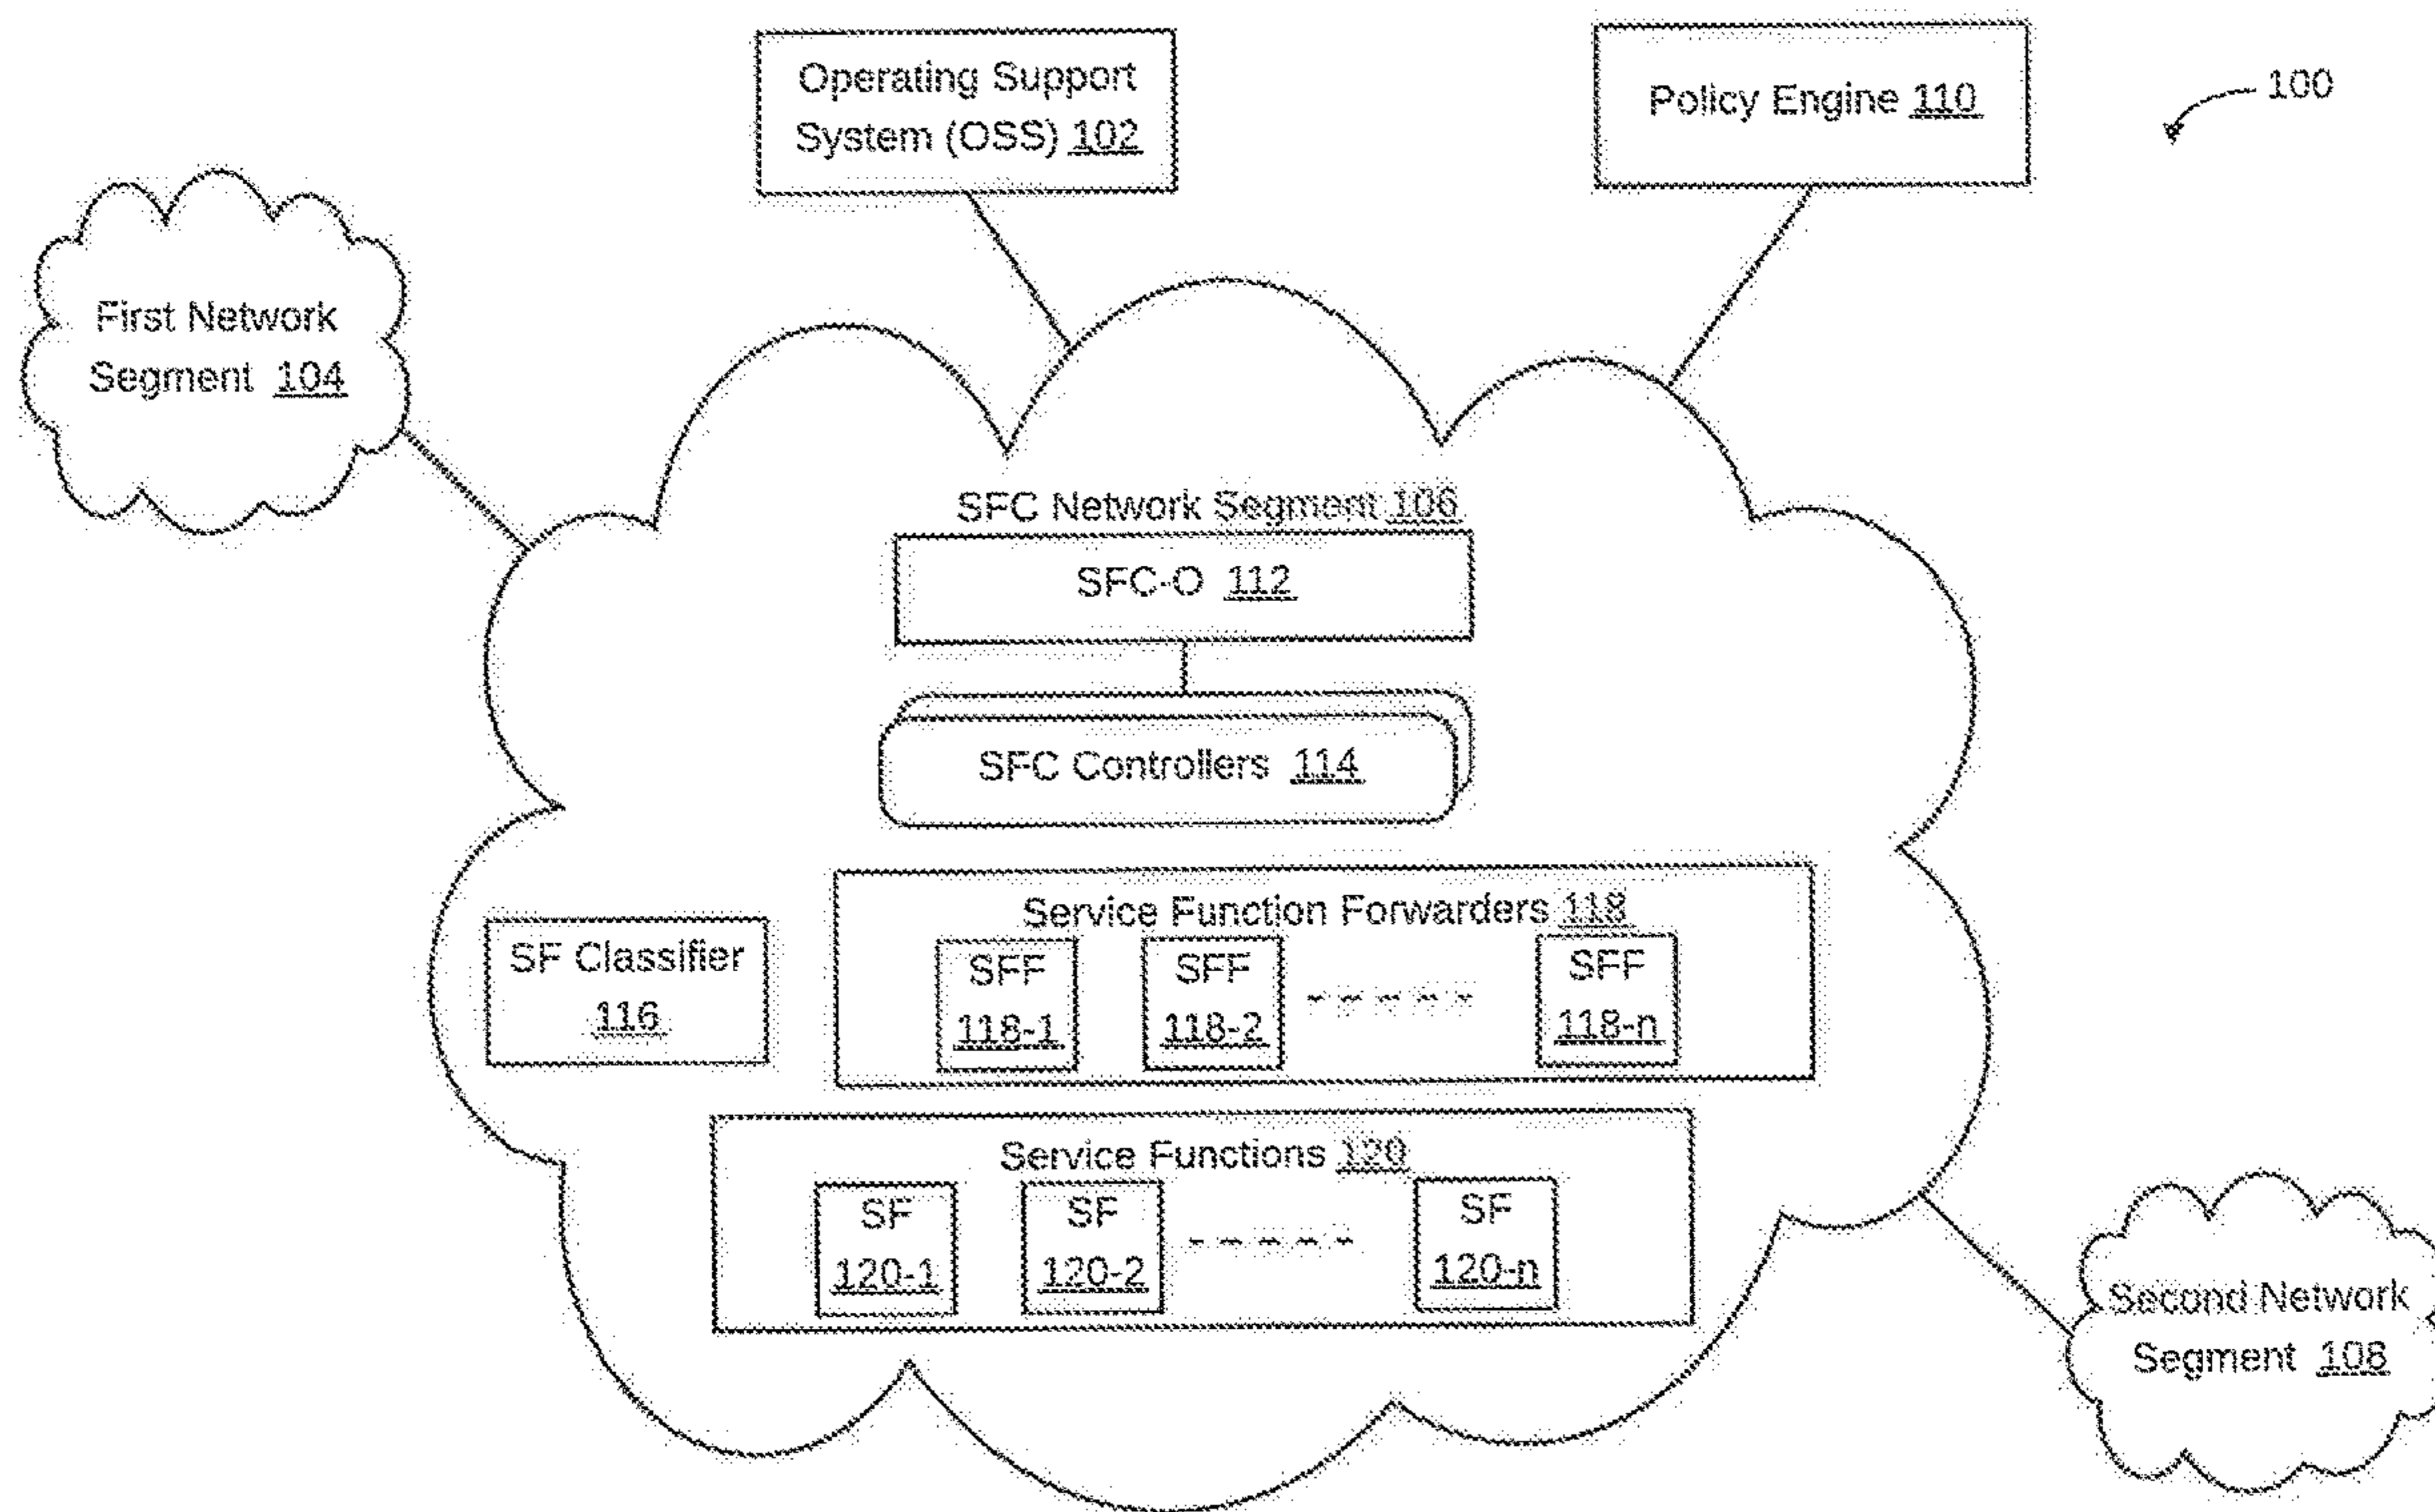 Operating Support
System (OSS) 102
Policy Engine 110
100
First Network
Segment 104
SFC Network Segment 106
SFC-O 112
SFC Controllers 114
Service Function Forwarders 118
SFF
118-1
SFF
118-2
SFF
118-n
SF Classifier
116
Service Functions 120
SF
120-1
SF
120-2
SF
120-n
Second Network
Segment 108